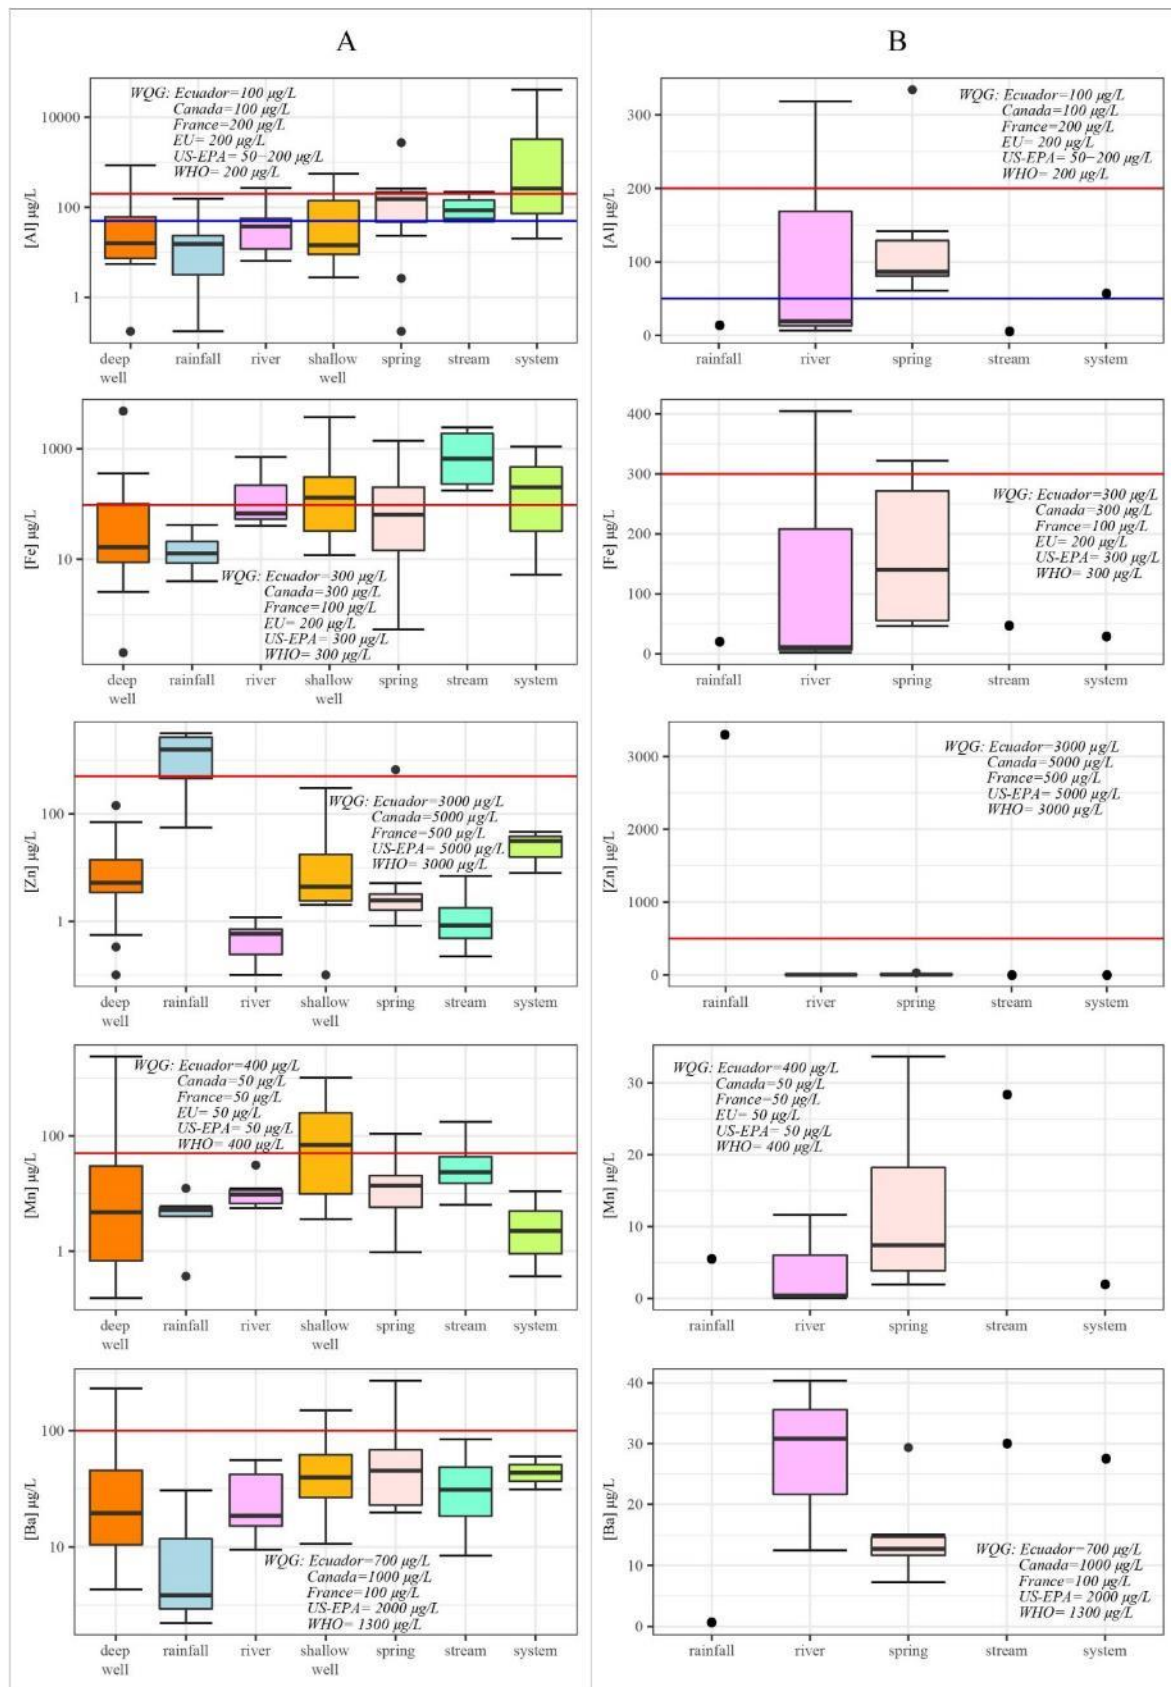 A
B
WQG: Ecuador=100 µg/L
Canada=100 µg/L
France=200 µg/L
EU= 200 µg/L
US-EPA= 50−200 µg/L
WHO= 200 µg/L
10000
100
1
[Al] µg/L
deep well
rainfall
river
shallow well
spring
stream
system
WQG: Ecuador=100 µg/L
Canada=100 µg/L
France=200 µg/L
EU= 200 µg/L
US-EPA= 50−200 µg/L
WHO= 200 µg/L
300
200
100
0
[Al] µg/L
rainfall
river
spring
stream
system
1000
10
[Fe] µg/L
WQG: Ecuador=300 µg/L
Canada=300 µg/L
France=100 µg/L
EU= 200 µg/L
US-EPA= 300 µg/L
WHO= 300 µg/L
deep well
rainfall
river
shallow well
spring
stream
system
400
300
200
100
0
[Fe] µg/L
WQG: Ecuador=300 µg/L
Canada=300 µg/L
France=100 µg/L
EU= 200 µg/L
US-EPA= 300 µg/L
WHO= 300 µg/L
rainfall
river
spring
stream
system
100
1
[Zn] µg/L
WQG: Ecuador=3000 µg/L
Canada=5000 µg/L
France=500 µg/L
US-EPA= 5000 µg/L
WHO= 3000 µg/L
deep well
rainfall
river
shallow well
spring
stream
system
3000
2000
1000
0
[Zn] µg/L
WQG: Ecuador=3000 µg/L
Canada=5000 µg/L
France=500 µg/L
US-EPA= 5000 µg/L
WHO= 3000 µg/L
rainfall
river
spring
stream
system
WQG: Ecuador=400 µg/L
Canada=50 µg/L
France=50 µg/L
EU= 50 µg/L
US-EPA= 50 µg/L
WHO= 400 µg/L
100
1
[Mn] µg/L
deep well
rainfall
river
shallow well
spring
stream
system
WQG: Ecuador=400 µg/L
Canada=50 µg/L
France=50 µg/L
EU= 50 µg/L
US-EPA= 50 µg/L
WHO= 400 µg/L
30
20
10
0
[Mn] µg/L
rainfall
river
spring
stream
system
100
10
[Ba] µg/L
WQG: Ecuador=700 µg/L
Canada=1000 µg/L
France=100 µg/L
US-EPA= 2000 µg/L
WHO= 1300 µg/L
deep well
rainfall
river
shallow well
spring
stream
system
40
30
20
10
0
[Ba] µg/L
WQG: Ecuador=700 µg/L
Canada=1000 µg/L
France=100 µg/L
US-EPA= 2000 µg/L
WHO= 1300 µg/L
rainfall
river
spring
stream
system